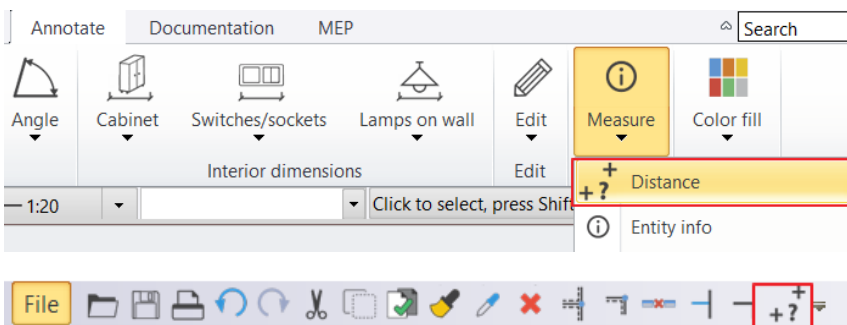 Annotate Documentation MEP Search
Angle Cabinet Switches/sockets Lamps on wall Edit Measure Color fill
Interior dimensions Edit
1:20 Click to select, press Shift
Distance
Entity info
File